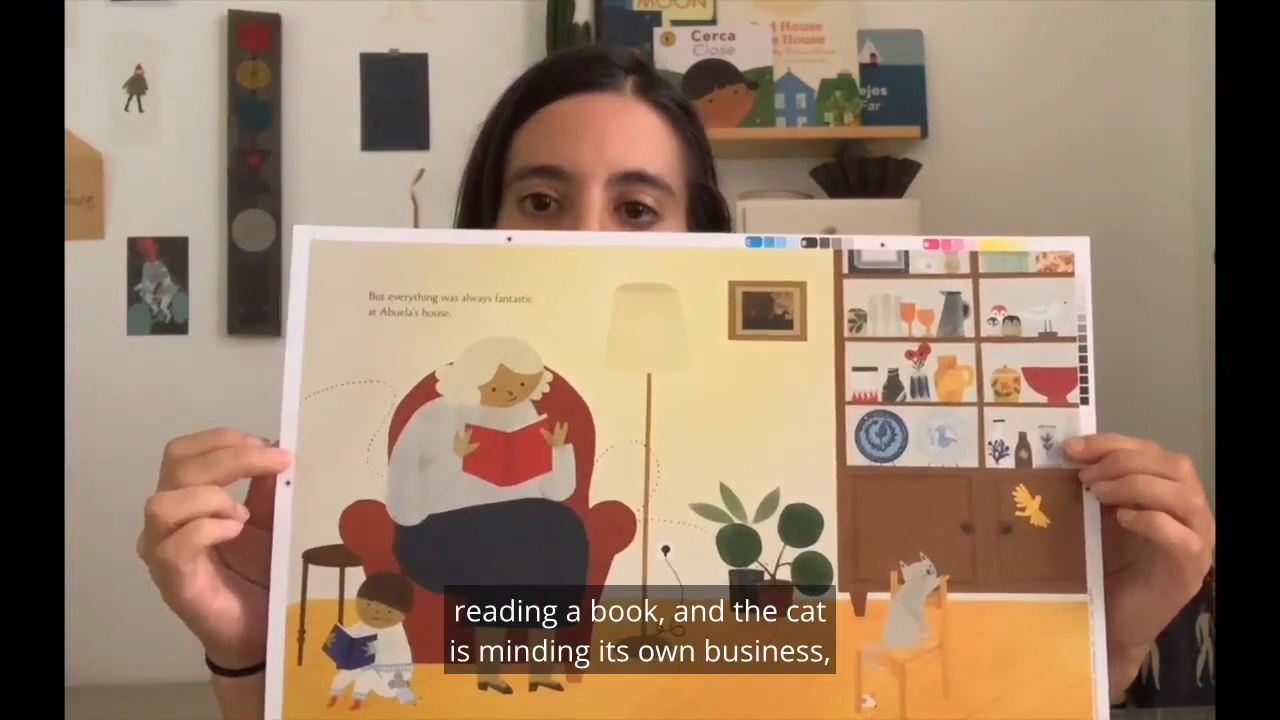 MOON
Cerca
Close
House
House
ejos
Far
But everything was always fantastic
at Abuela's house.
reading a book, and the cat
is minding its own business,